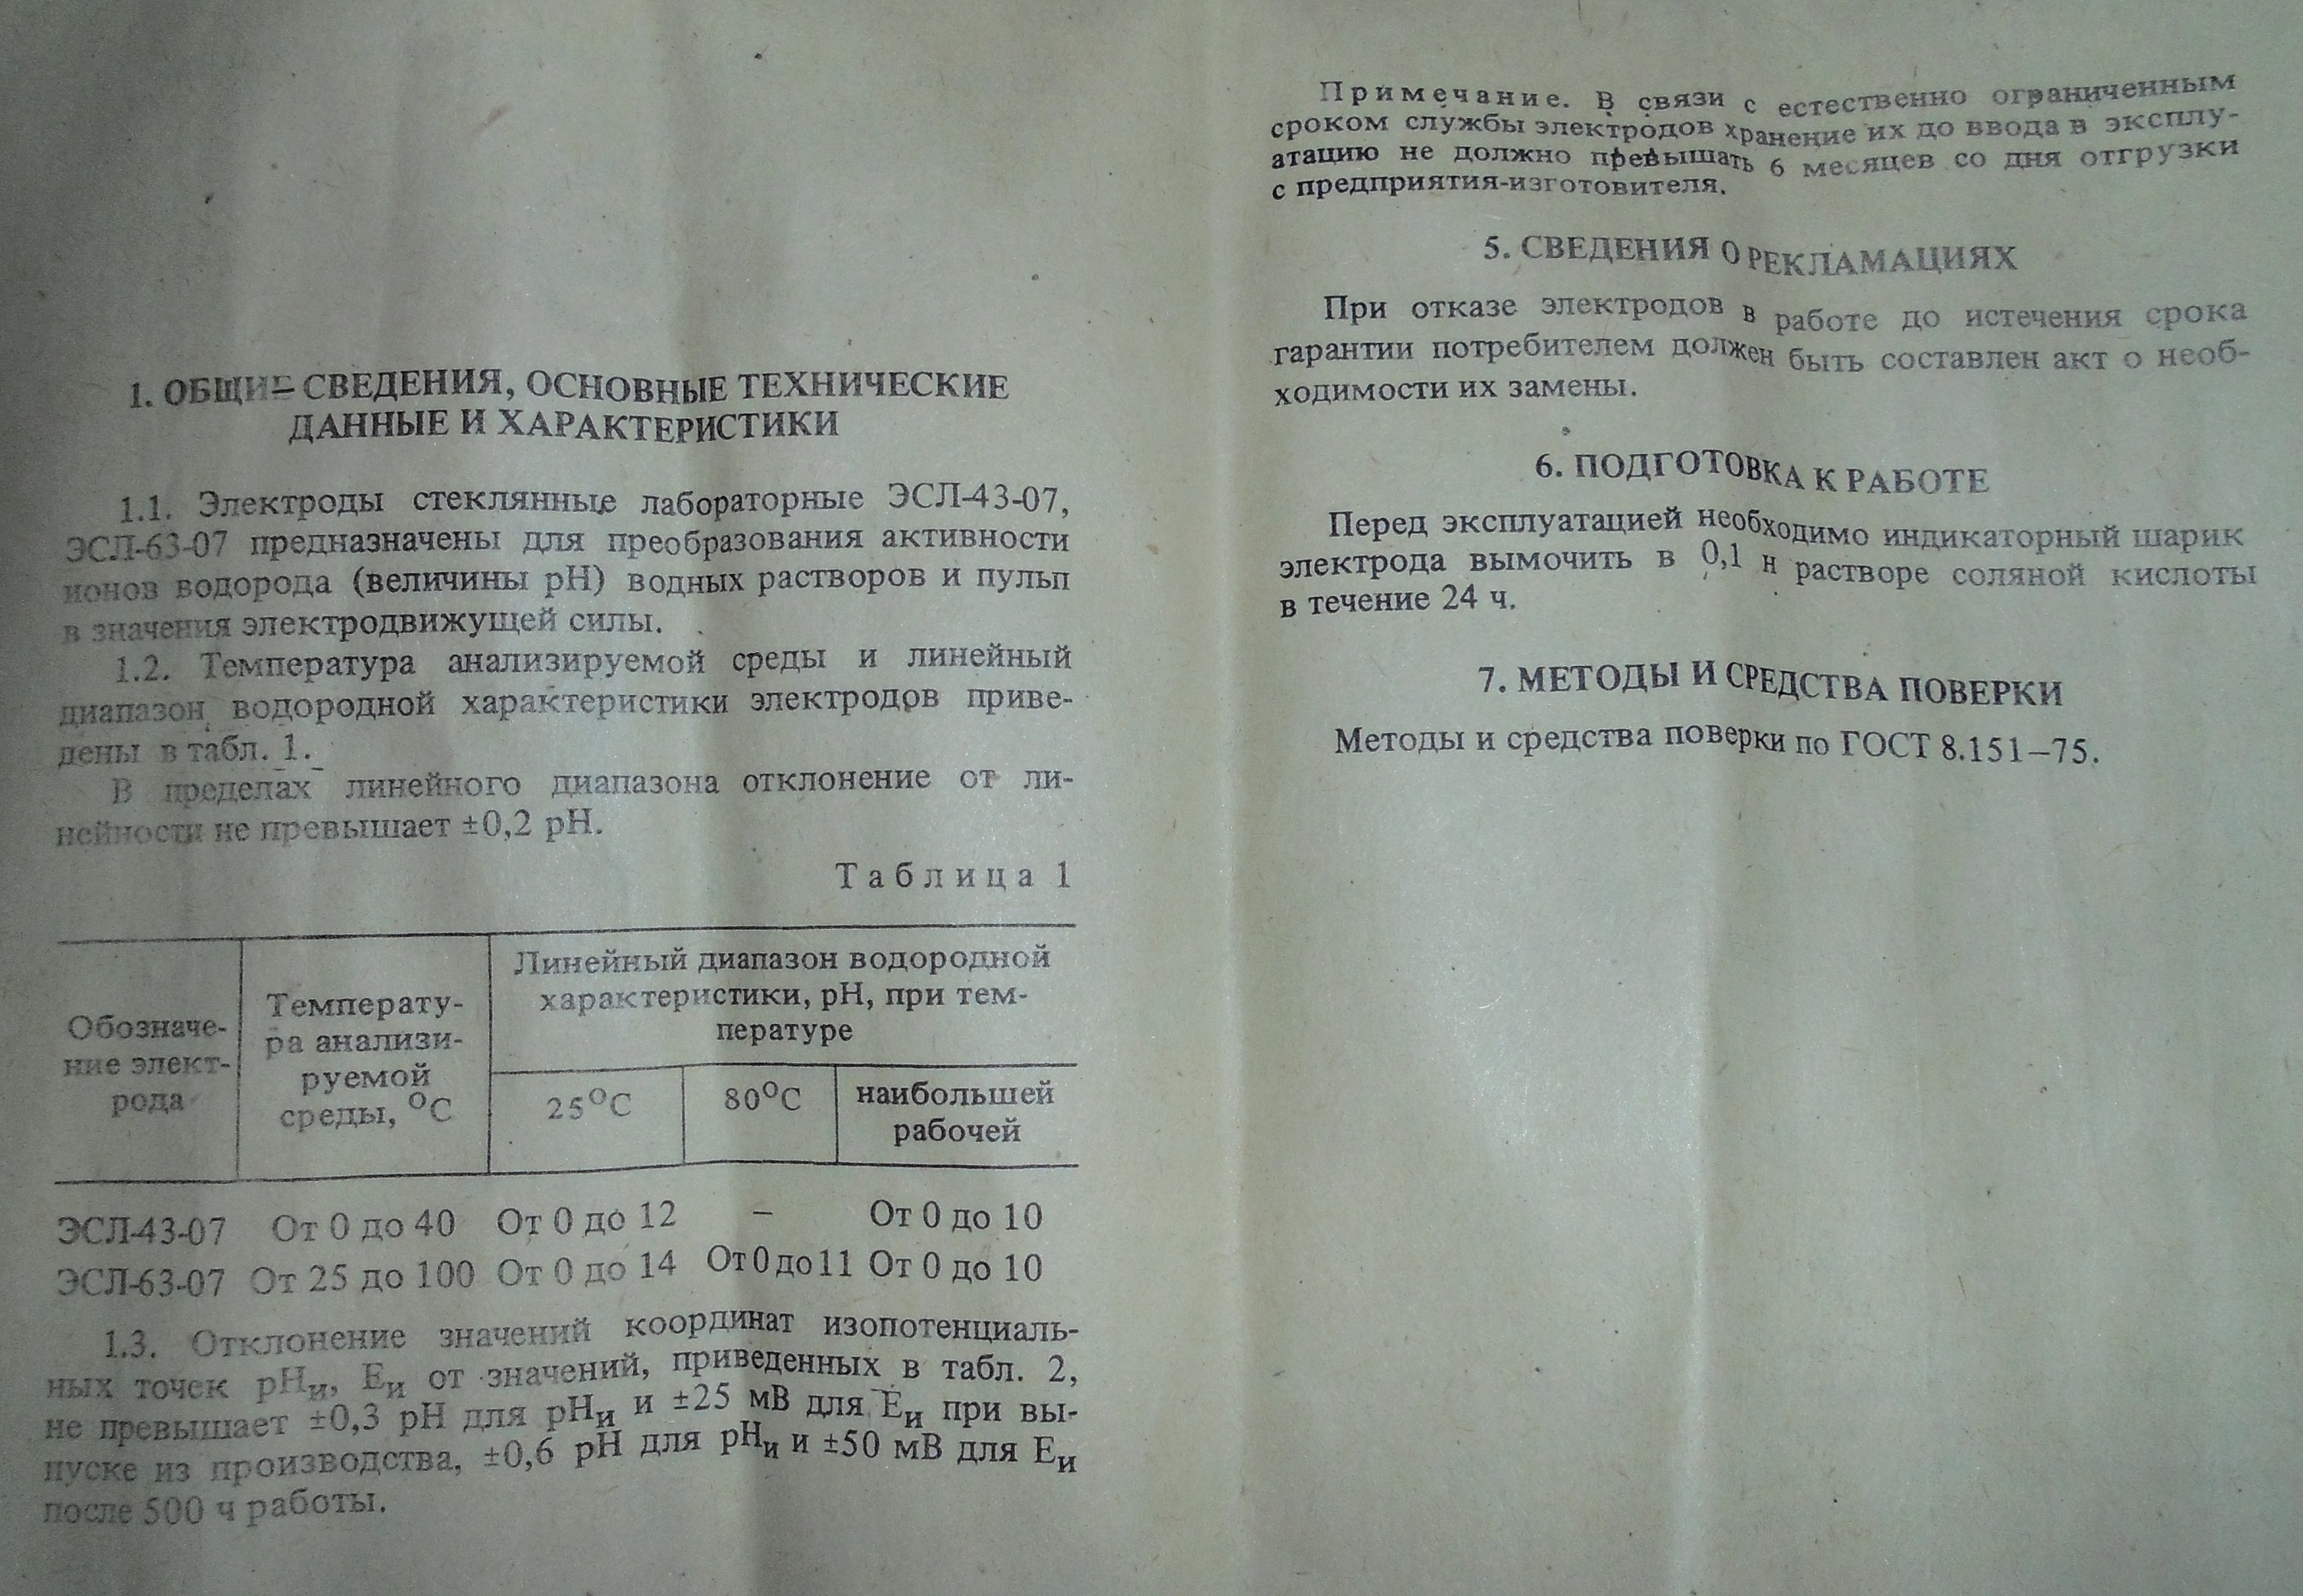 1. ОБЩИЕ СВЕДЕНИЯ, ОСНОВНЫЕ ТЕХНИЧЕСКИЕ
ДАННЫЕ И ХАРАКТЕРИСТИКИ
1.1. Электроды стеклянные лабораторные ЭСЛ-43-07,
ЭСЛ-63-07 предназначены для преобразования активности
ионов водорода (величины pH) водных растворов и пульп
в значения электродвижущей силы.
1.2. Температура анализируемой среды и линейный
диапазон водородной характеристики электродов приве-
дены в табл. 1.
В пределах линейного диапазона отклонение от ли-
нейности не превышает ±0,2 pH.
Таблица 1
Обозначе-
ние элект-
рода
Температу-
ра анализи-
руемой
среды, °С
Линейный диапазон водородной
характеристики, pH, при тем-
пературе
25°С
80°С
наибольшей
рабочей
ЭСЛ-43-07 От 0 до 40 От 0 до 12 – От 0 до 10
ЭСЛ-63-07 От 25 до 100 От 0 до 14 От 0 до 11 От 0 до 10
1.3. Отклонение значений координат изопотенциаль-
ных точек pHи, Eи от значений, приведенных в табл. 2,
не превышает ±0,3 pH для pHи и ±25 мВ для Eи при вы-
пуске из производства, ±0,6 pH для pHи и ±50 мВ для Eи
после 500 ч работы.
Примечание. В связи с естественно ограниченным
сроком службы электродов хранение их до ввода в эксплу-
атацию не должно превышать 6 месяцев со дня отгрузки
с предприятия-изготовителя.
5. СВЕДЕНИЯ О РЕКЛАМАЦИЯХ
При отказе электродов в работе до истечения срока
гарантии потребителем должен быть составлен акт о необ-
ходимости их замены.
6. ПОДГОТОВКА К РАБОТЕ
Перед эксплуатацией необходимо индикаторный шарик
электрода вымочить в 0,1 н растворе соляной кислоты
в течение 24 ч.
7. МЕТОДЫ И СРЕДСТВА ПОВЕРКИ
Методы и средства поверки по ГОСТ 8.151–75.